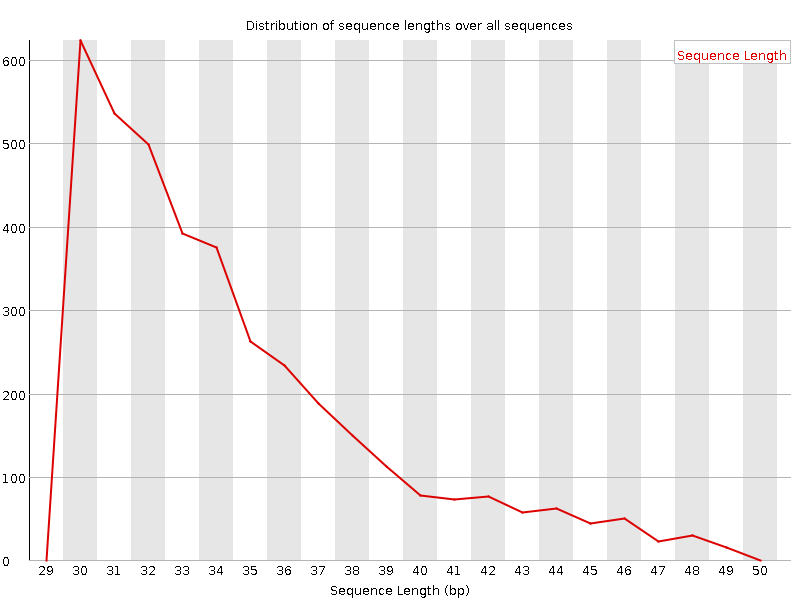 Distribution of sequence lengths over all sequences
Sequence Length
600
500
400
300
200
100
0
29 30 31 32 33 34 35 36 37 38 39 40 41 42 43 44 45 46 47 48 49 50
Sequence Length (bp)